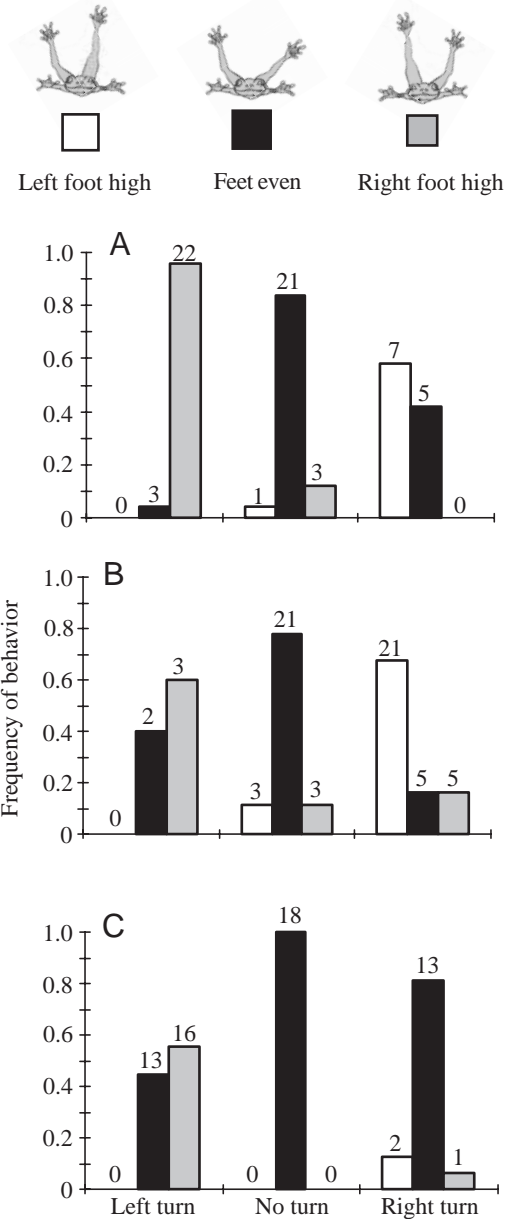 Left foot high Feet even Right foot high
A
1.0
0.8
0.6
0.4
0.2
0
0 3 22 1 21 3 7 5 0
B
Frequency of behavior
1.0
0.8
0.6
0.4
0.2
0
0 2 3 3 21 3 21 5 5
C
1.0
0.8
0.6
0.4
0.2
0
0 13 16 0 18 0 2 13 1
Left turn No turn Right turn